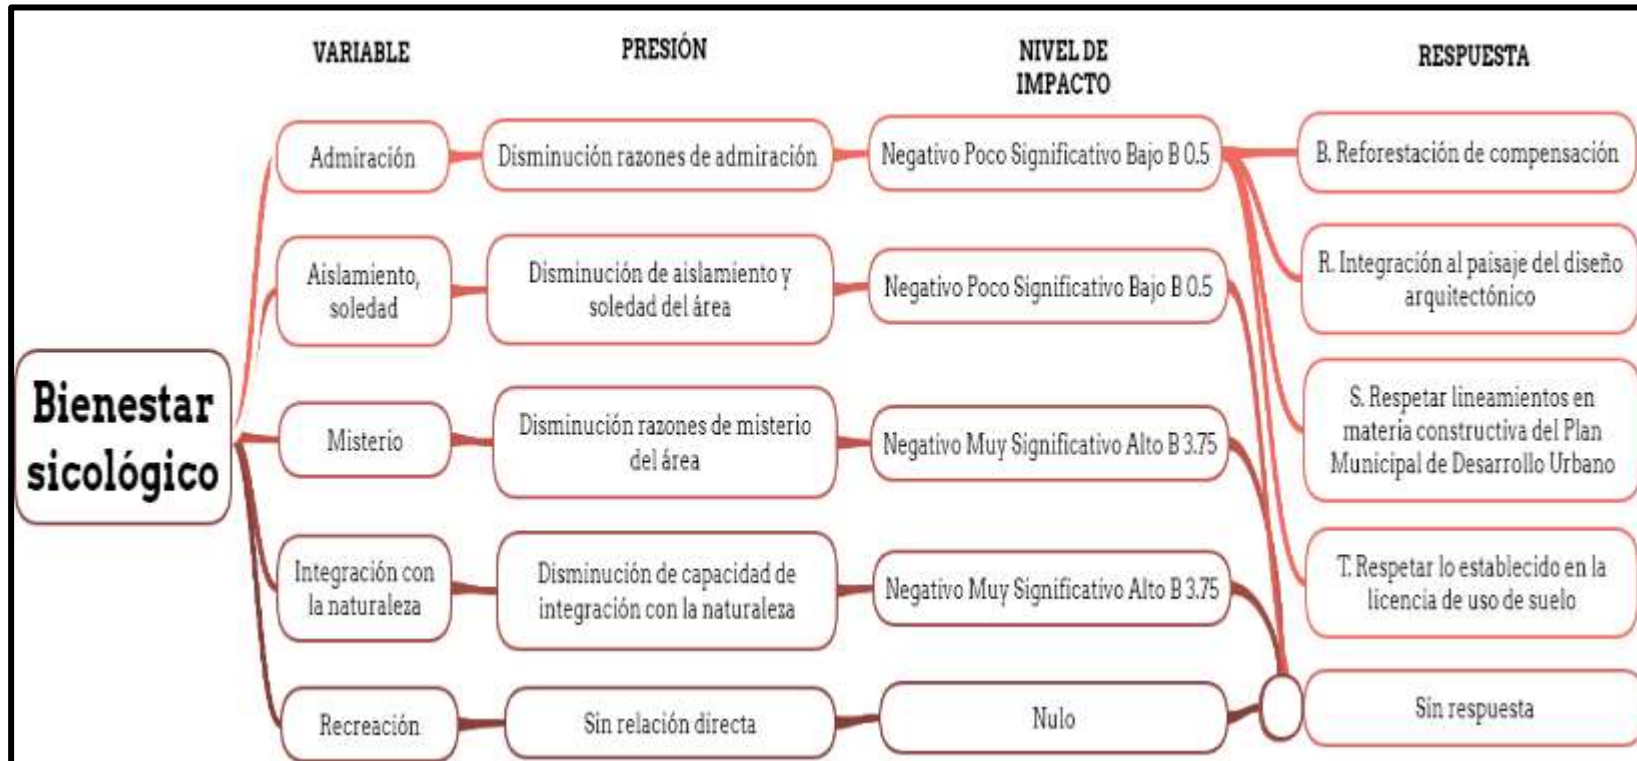 VARIABLE
PRESIÓN
NIVEL DE
IMPACTO
RESPUESTA
Bienestar
sicológico
Admiración
Disminución razones de admiración
Negativo Poco Significativo Bajo B 0.5
B. Reforestación de compensación
Aislamiento,
soledad
Disminución de aislamiento y
soledad del área
Negativo Poco Significativo Bajo B 0.5
R. Integración al paisaje del diseño
arquitectónico
Misterio
Disminución razones de misterio
del área
Negativo Muy Significativo Alto B 3.75
S. Respetar lineamientos en
materia constructiva del Plan
Municipal de Desarrollo Urbano
Integración con
la naturaleza
Disminución de capacidad de
integración con la naturaleza
Negativo Muy Significativo Alto B 3.75
T. Respetar lo establecido en la
licencia de uso de suelo
Recreación
Sin relación directa
Nulo
Sin respuesta